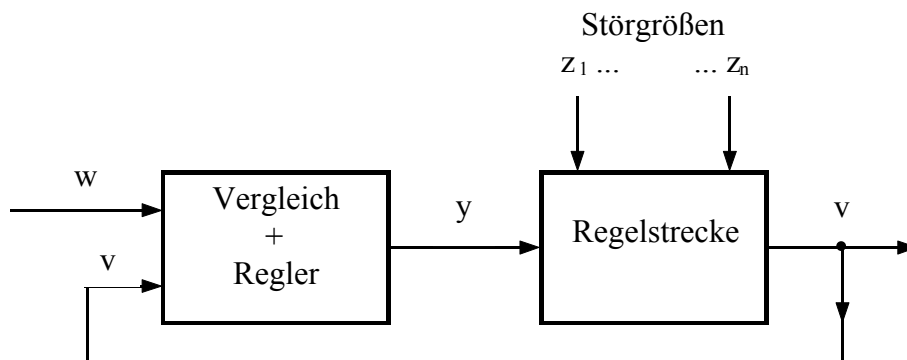 Störgrößen
z1 ... ... zn
w
Vergleich
+
Regler
v
y
Regelstrecke
v